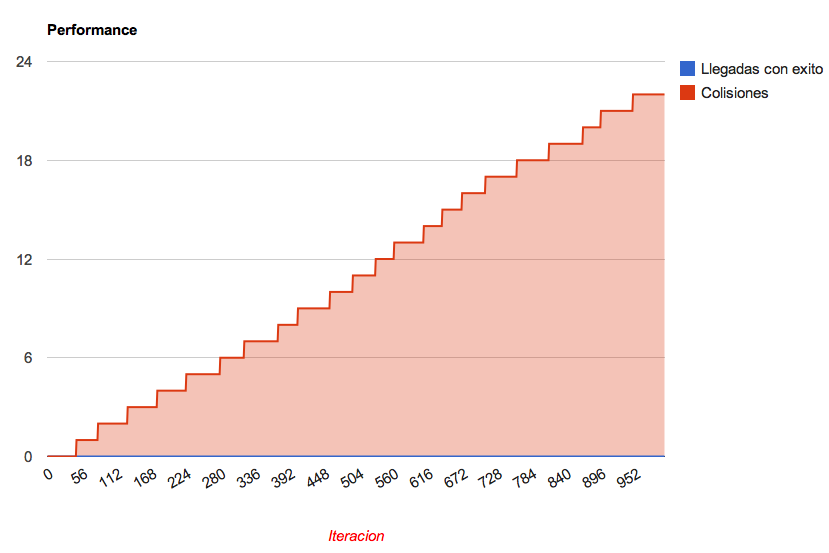 Performance
24
18
12
6
0
Llegadas con exito
Colisiones
0 56 112 168 224 280 336 392 448 504 560 616 672 728 784 840 896 952
Iteracion